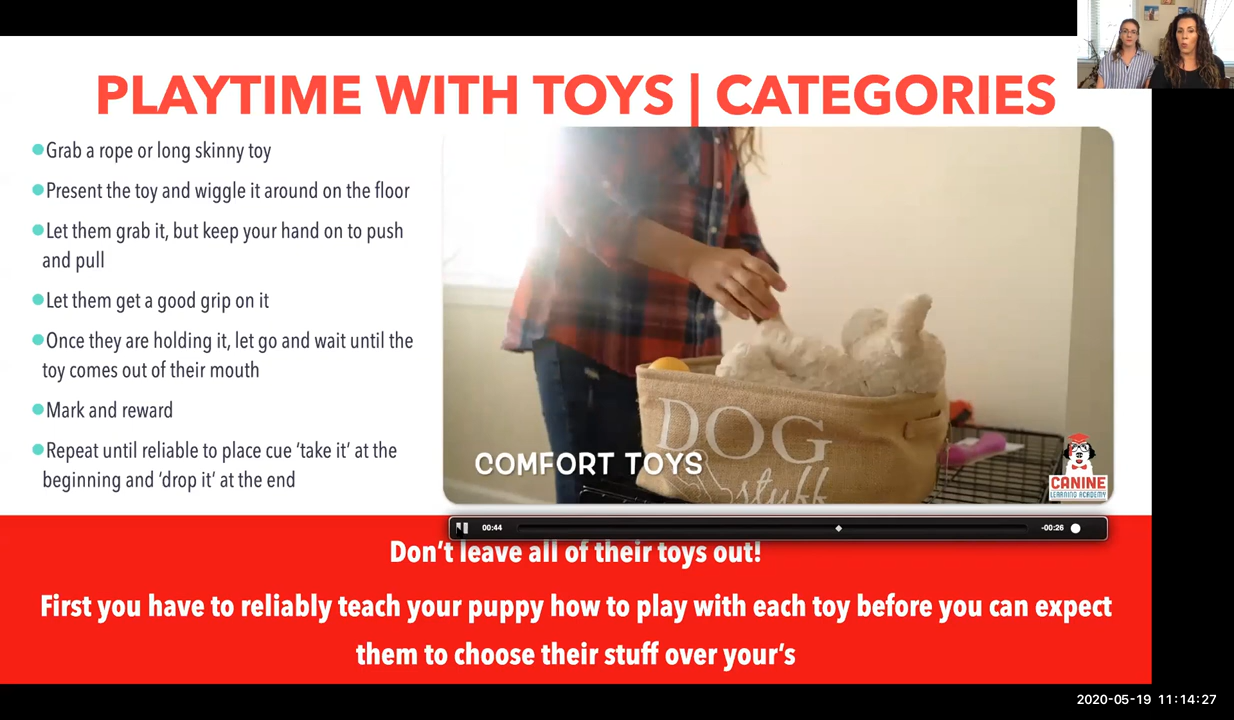 PLAYTIME WITH TOYS | CATEGORIES
Grab a rope or long skinny toy
Present the toy and wiggle it around on the floor
Let them grab it, but keep your hand on to push
and pull
Let them get a good grip on it
Once they are holding it, let go and wait until the
toy comes out of their mouth
Mark and reward
Repeat until reliable to place cue ‘take it’ at the
beginning and ‘drop it’ at the end
DOG
stuff
COMFORT TOYS
CANINE
LEARNING ACADEMY
00:44
-00:26
Don’t leave all of their toys out!
First you have to reliably teach your puppy how to play with each toy before you can expect
them to choose their stuff over your’s
2020-05-19 11:14:27